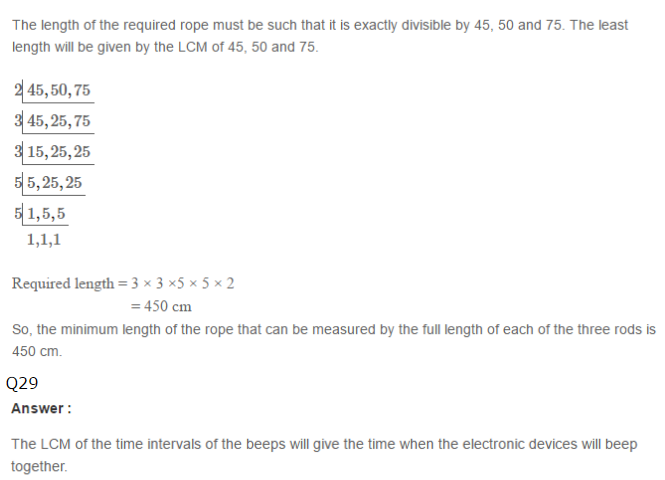 The length of the required rope must be such that it is exactly divisible by 45, 50 and 75. The least
length will be given by the LCM of 45, 50 and 75.
2 45,50,75
3 45,25,75
3 15,25,25
5 5,25,25
5 1,5,5
1,1,1
Required length = 3 × 3 ×5 × 5 × 2
= 450 cm
So, the minimum length of the rope that can be measured by the full length of each of the three rods is
450 cm.
Q29
Answer :
The LCM of the time intervals of the beeps will give the time when the electronic devices will beep
together.